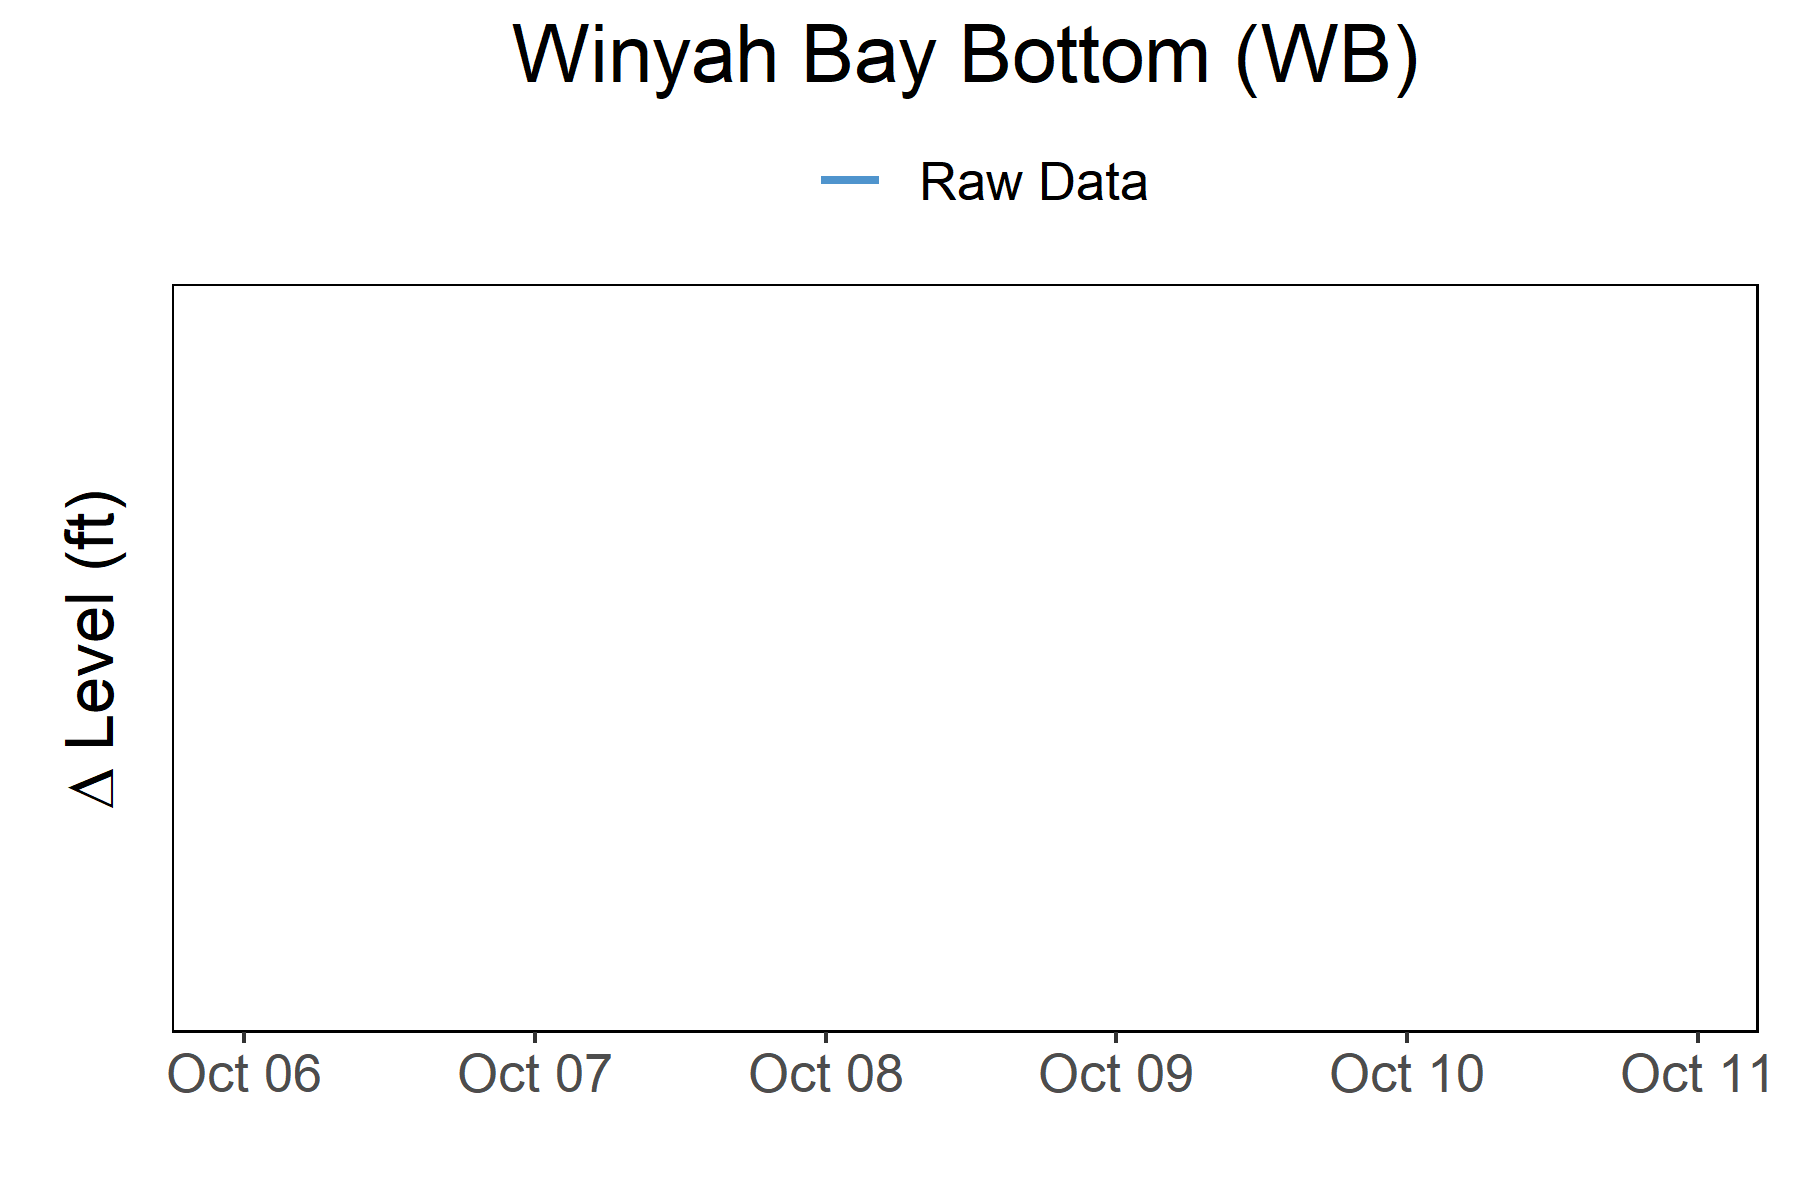 Winyah Bay Bottom (WB)
Raw Data
Δ Level (ft)
Oct 06 Oct 07 Oct 08 Oct 09 Oct 10 Oct 11